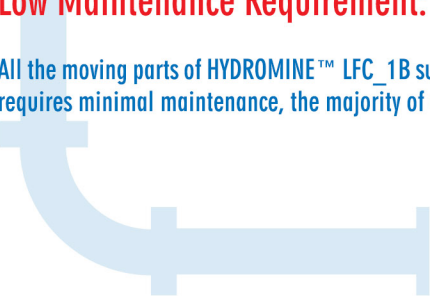 Low Maintenance Requirement.
All the moving parts of HYDROMINE™ LFC_1B su
requires minimal maintenance, the majority of